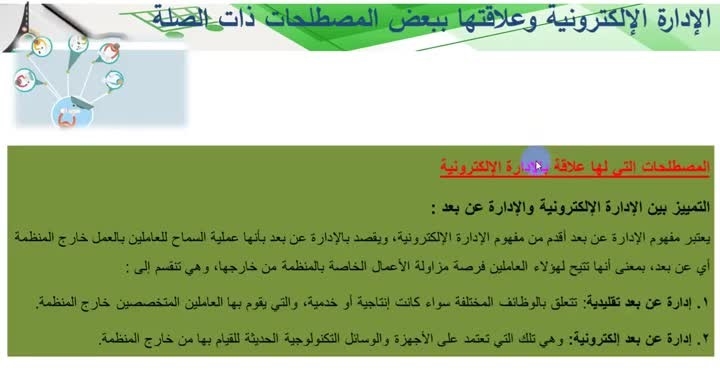 الإدارة الإلكترونية وعلاقتها ببعض المصطلحات ذات الصلة
المصطلحات التي لها علاقة بالإدارة الإلكترونية
التمييز بين الإدارة الإلكترونية والإدارة عن بعد :
يعتبر مفهوم الإدارة عن بعد أقدم من مفهوم الإدارة الإلكترونية، ويقصد بالإدارة عن بعد بأنها عملية السماح للعاملين بالعمل خارج المنظمة
أي عن بعد، بمعنى أنها تتيح لهؤلاء العاملين فرصة مزاولة الأعمال الخاصة بالمنظمة من خارجها، وهي تنقسم إلى :
١. إدارة عن بعد تقليدية: تتعلق بالوظائف المختلفة سواء كانت إنتاجية أو خدمية، والتي يقوم بها العاملين المتخصصين خارج المنظمة.
٢. إدارة عن بعد إلكترونية: وهي تلك التي تعتمد على الأجهزة والوسائل التكنولوجية الحديثة للقيام بها من خارج المنظمة.